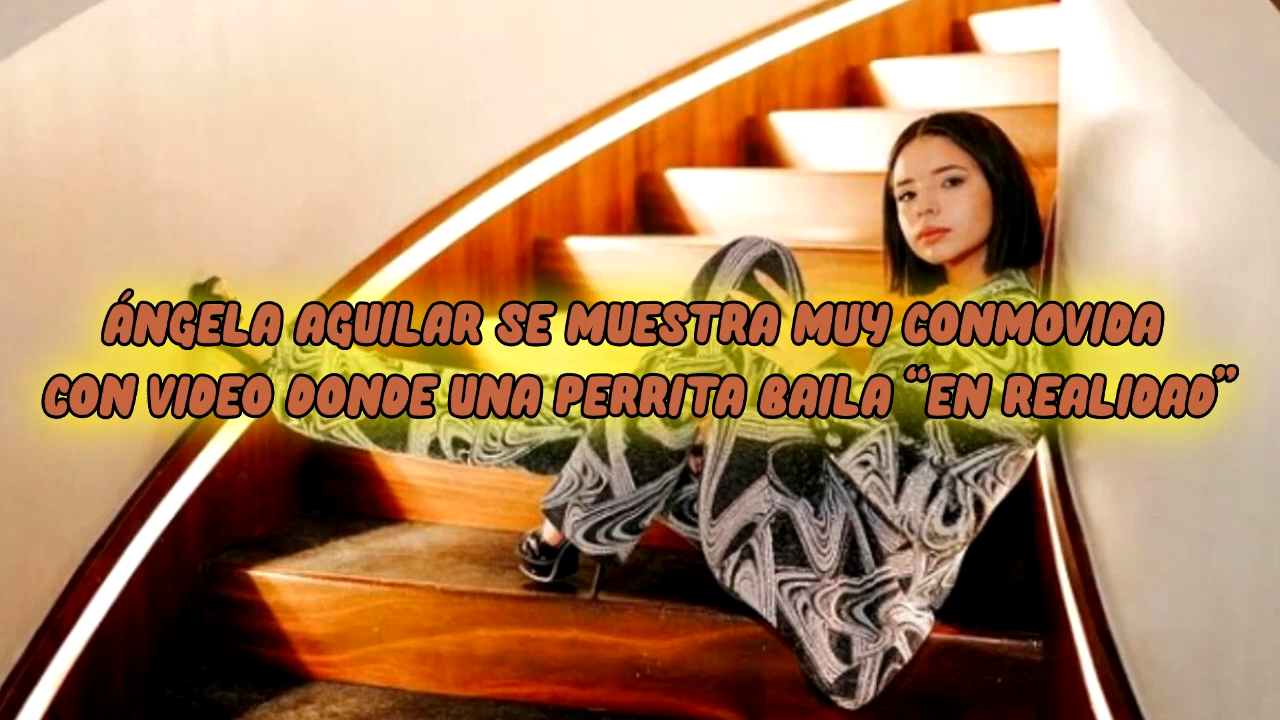 ÁNGELA AGUILAR SE MUESTRA MUY CONMOVIDA
CON VIDEO DONDE UNA PERRITA BAILA “EN REALIDAD”